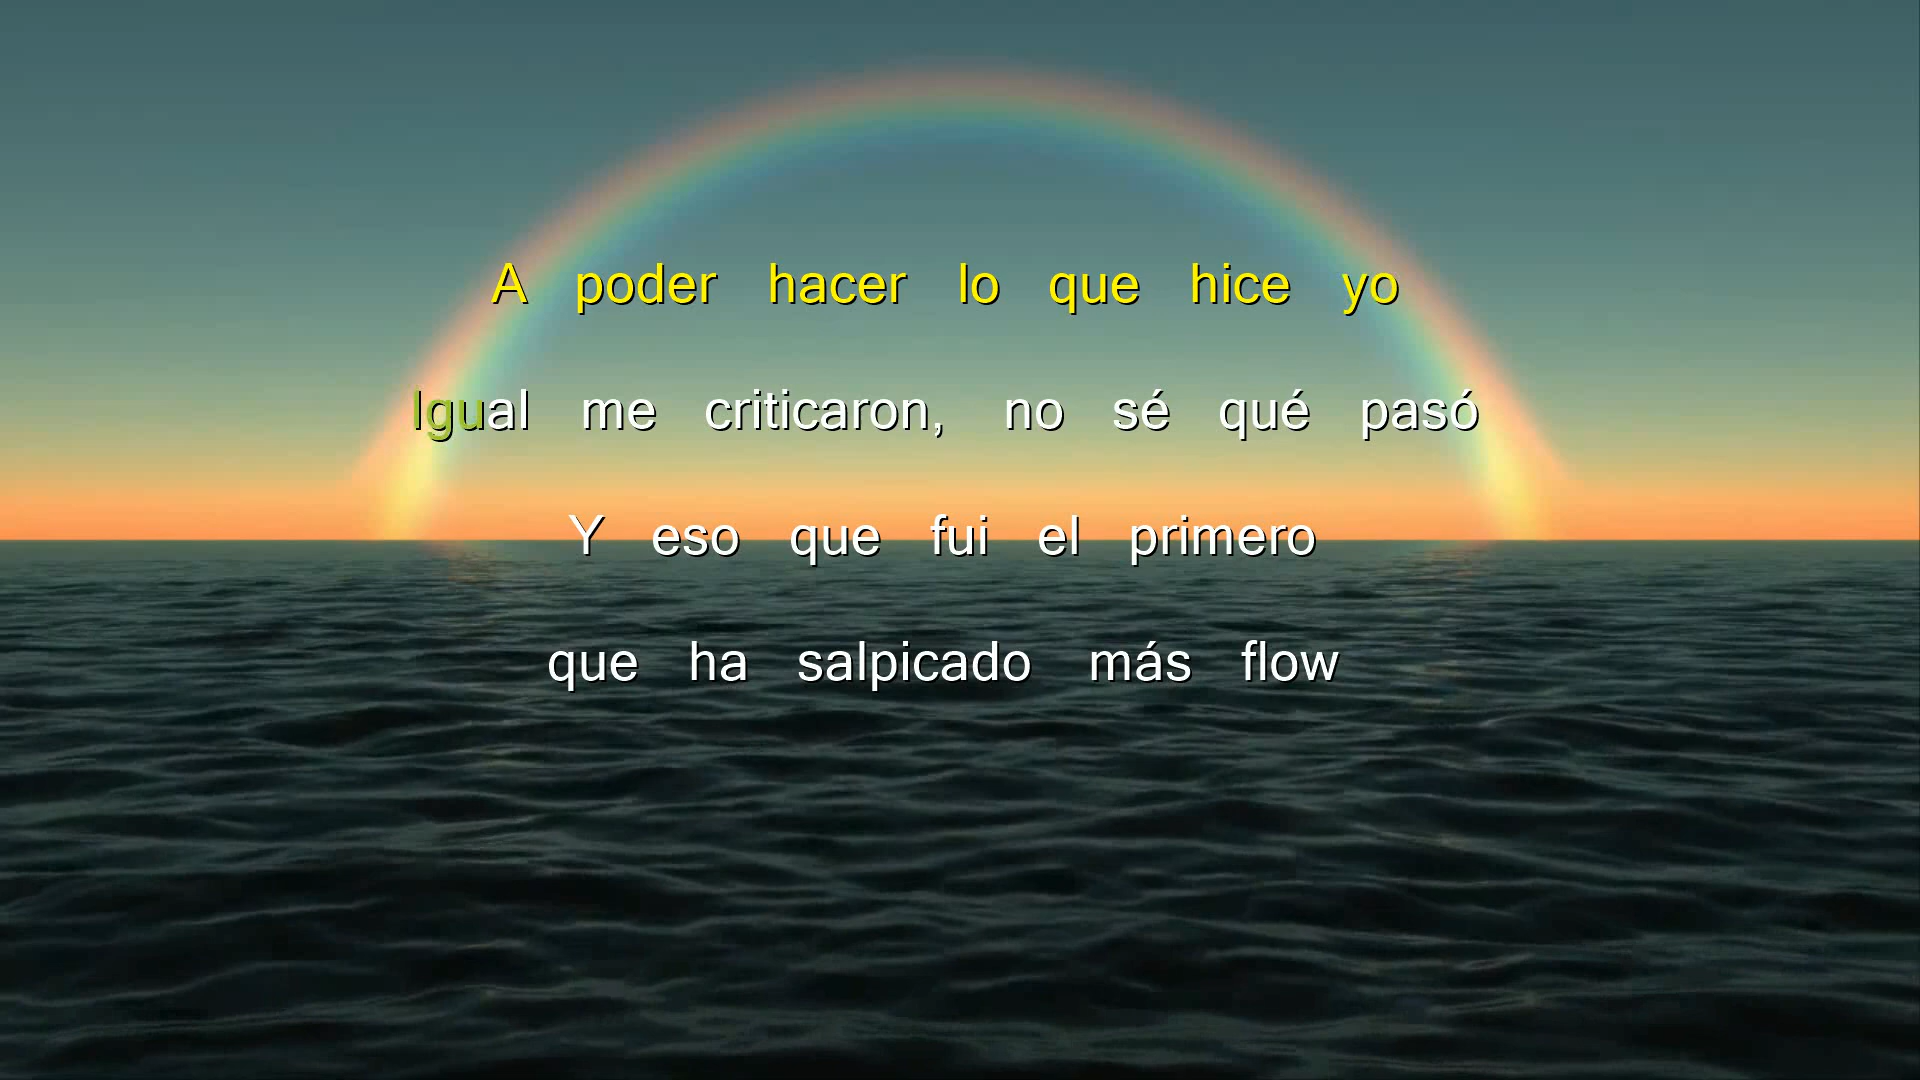 A poder hacer lo que hice yo
Igual me criticaron, no sé qué pasó
Y eso que fui el primero
que ha salpicado más flow